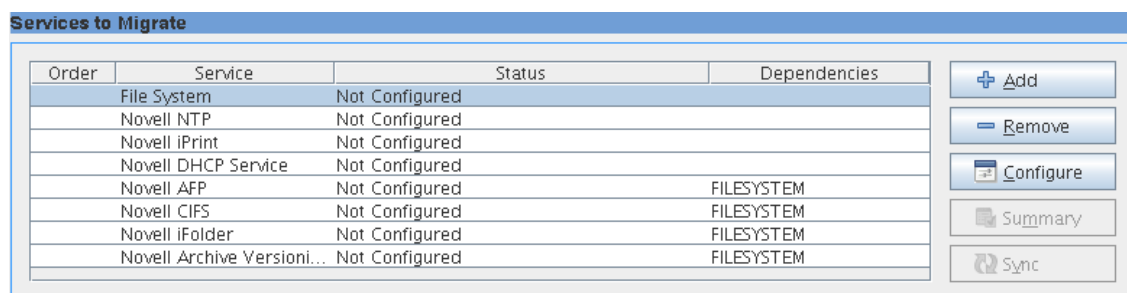 Services to Migrate
Order Service Status Dependencies
File System Not Configured
Novell NTP Not Configured
Novell iPrint Not Configured
Novell DHCP Service Not Configured
Novell AFP Not Configured FILESYSTEM
Novell CIFS Not Configured FILESYSTEM
Novell iFolder Not Configured FILESYSTEM
Novell Archive Versioni... Not Configured FILESYSTEM
Add
Remove
Configure
Summary
Sync